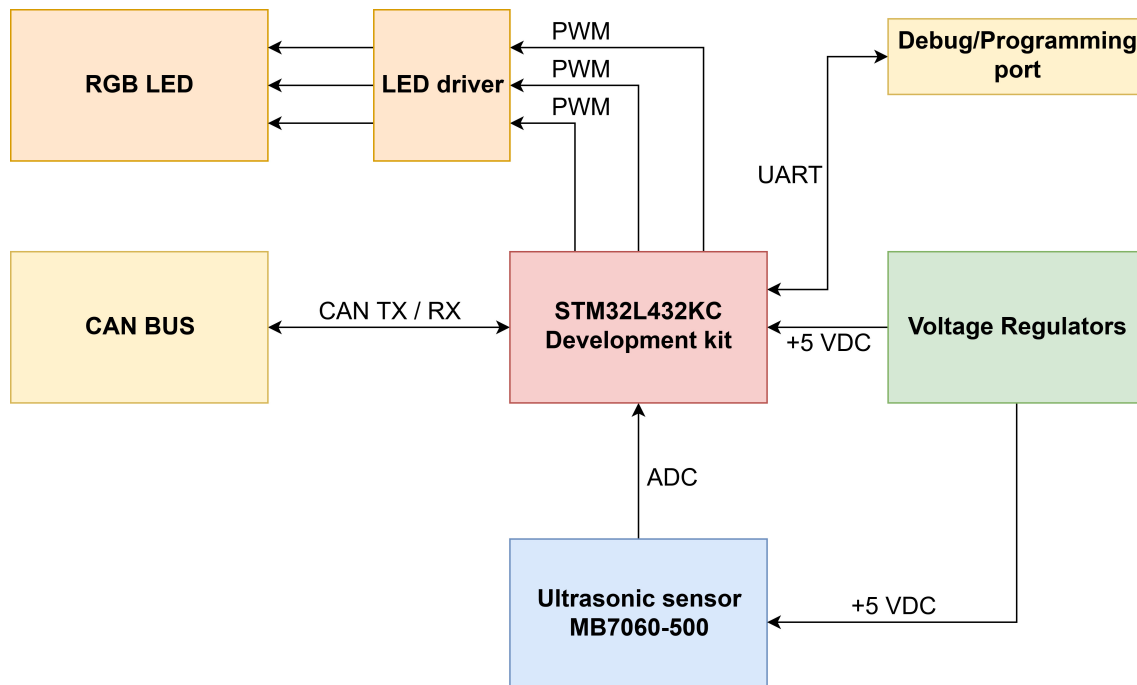 PWM
Debug/Programming
port
PWM
RGB LED
LED driver
PWM
UART
STM32L432KC
Development kit
CAN TX / RX
CAN BUS
Voltage Regulators
+5 VDC
ADC
Ultrasonic sensor
MB7060-500
+5 VDC